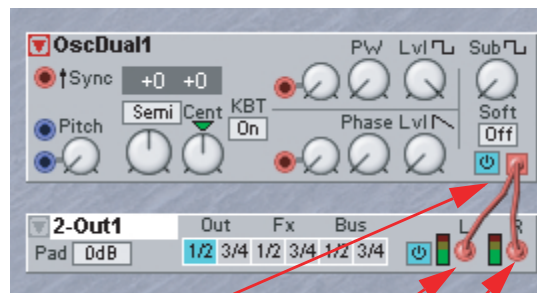 OscDual1 PW Lvl Sub
Sync +0 +0
Semi Cent KBT Soft
Pitch On Phase Lvl Off
2-Out1 Out Fx Bus L R
Pad 0dB 1/2 3/4 1/2 3/4 1/2 3/4